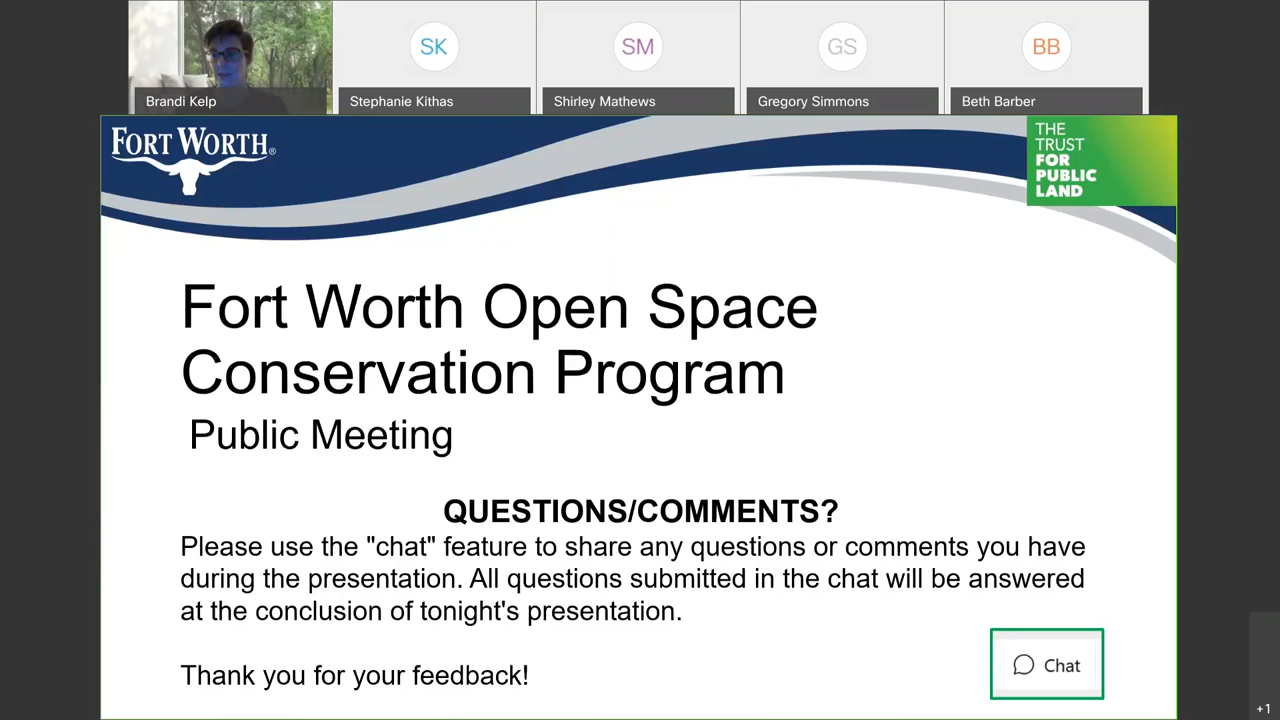 SK
SM
GS
BB
Brandi Kelp
Stephanie Kithas
Shirley Mathews
Gregory Simmons
Beth Barber
FORT WORTH®
THE
TRUST
FOR
PUBLIC
LAND
Fort Worth Open Space
Conservation Program
Public Meeting
QUESTIONS/COMMENTS?
Please use the "chat" feature to share any questions or comments you have
during the presentation. All questions submitted in the chat will be answered
at the conclusion of tonight's presentation.
Thank you for your feedback!
Chat
+1